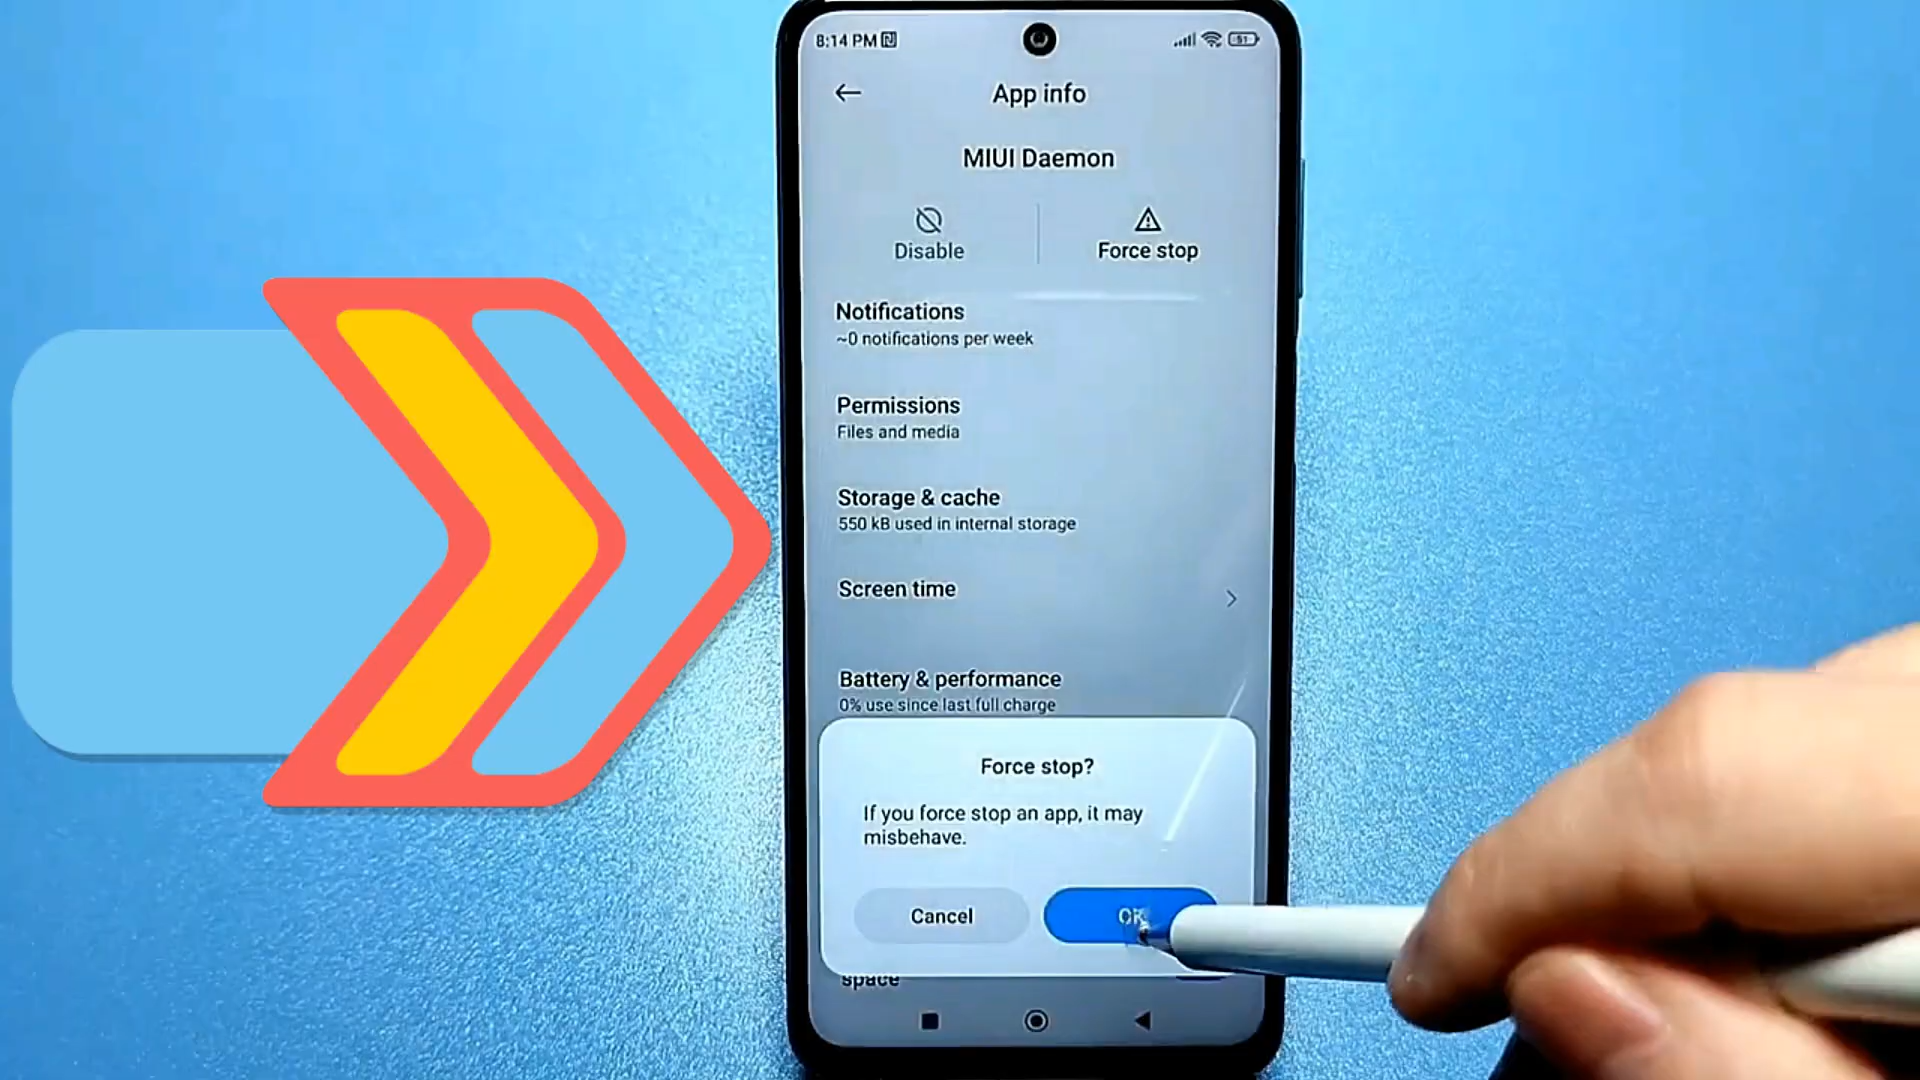 8:14 PM
51
App info
MIUI Daemon
Disable
Force stop
Notifications
~0 notifications per week
Permissions
Files and media
Storage & cache
550 kB used in internal storage
Screen time
Battery & performance
0% use since last full charge
Force stop?
If you force stop an app, it may
misbehave.
Cancel
OK
space